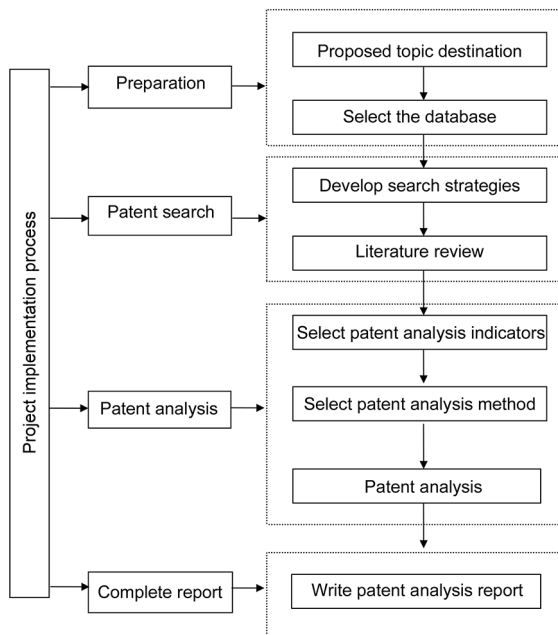 Project implementation process
Preparation
Proposed topic destination
Select the database
Patent search
Develop search strategies
Literature review
Patent analysis
Select patent analysis indicators
Select patent analysis method
Patent analysis
Complete report
Write patent analysis report